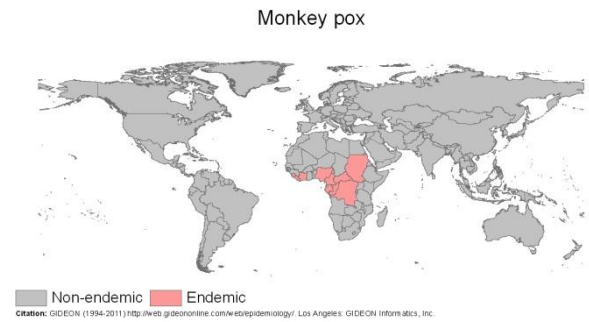 Monkey pox
Non-endemic Endemic
Citation: GIDEON (1994-2011) http://web.gideononline.com/web/epidemiology/. Los Angeles: GIDEON Informatics, Inc.